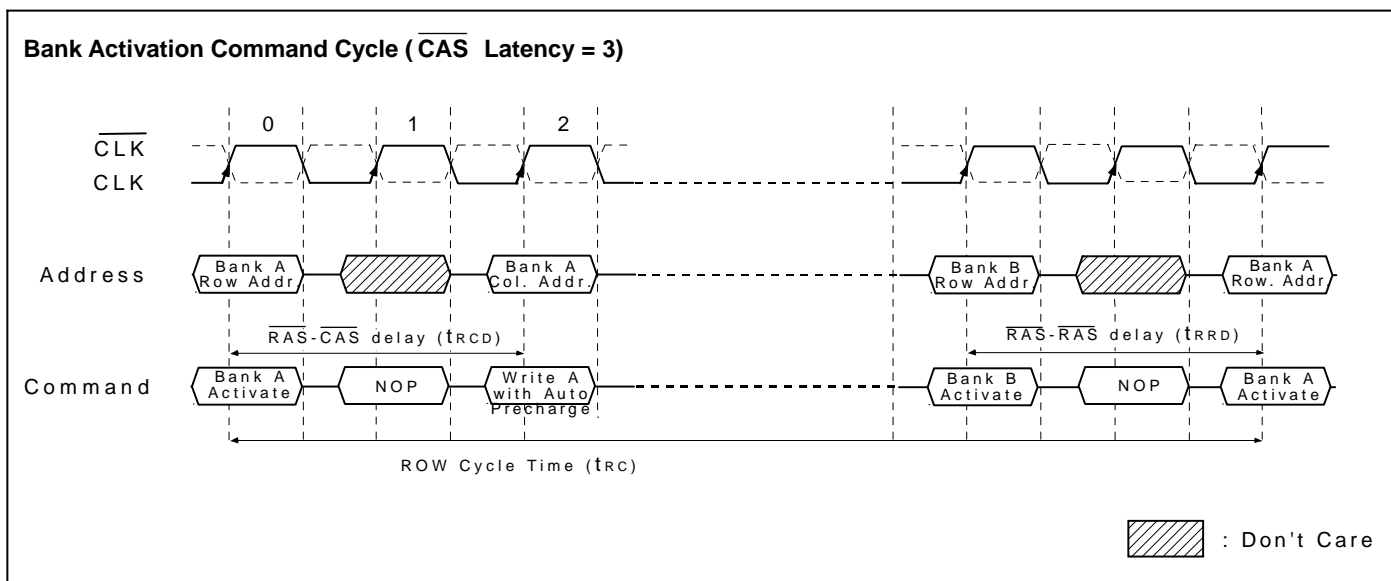 Bank Activation Command Cycle ( CAS Latency = 3)
0 1 2
CLK
CLK
Address
Bank A
Row Addr.
Bank A
Col. Addr.
Bank B
Row Addr.
Bank A
Row. Addr.
RAS-CAS delay (tRCD)
RAS-RAS delay (tRRD)
Command
Bank A
Activate
NOP
Write A
with Auto
Precharge
Bank B
Activate
NOP
Bank A
Activate
ROW Cycle Time (tRC)
: Don't Care